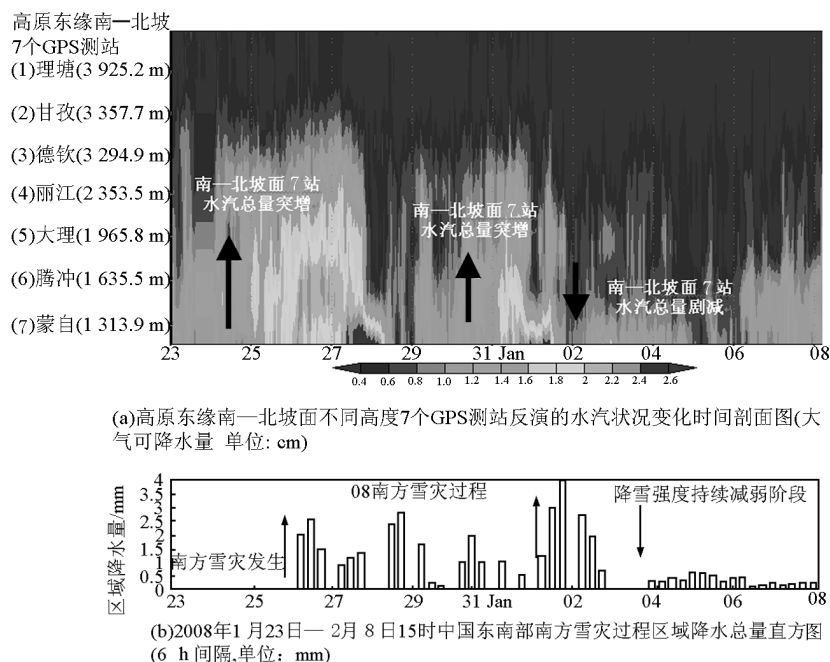 高原东缘南—北坡
7个GPS测站
(1)理塘(3 925.2 m)
(2)甘孜(3 357.7 m)
(3)德钦(3 294.9 m)
(4)丽江(2 353.5 m)
(5)大理(1 965.8 m)
(6)腾冲(1 635.5 m)
(7)蒙自(1 313.9 m)
南—北坡面 7 站
水汽总量突增
南—北坡面 7 站
水汽总量突增
南—北坡面 7 站
水汽总量剧减
23 25 27 29 31 Jan 02 04 06 08
0.4 0.6 0.8 1.0 1.2 1.4 1.6 1.8 2 2.2 2.4 2.6
(a)高原东缘南—北坡面不同高度7个GPS测站反演的水汽状况变化时间剖面图(大
气可降水量 单位: cm)
区域降水量/mm
4
3.5
3
2.5
2
1.5
1
0.5
0
南方雪灾发生
08南方雪灾过程
降雪强度持续减弱阶段
23 25 27 29 31 Jan 02 04 06 08
(b)2008年1月23日— 2月 8 日15时中国东南部南方雪灾过程区域降水总量直方图
(6 h 间隔,单位: mm)